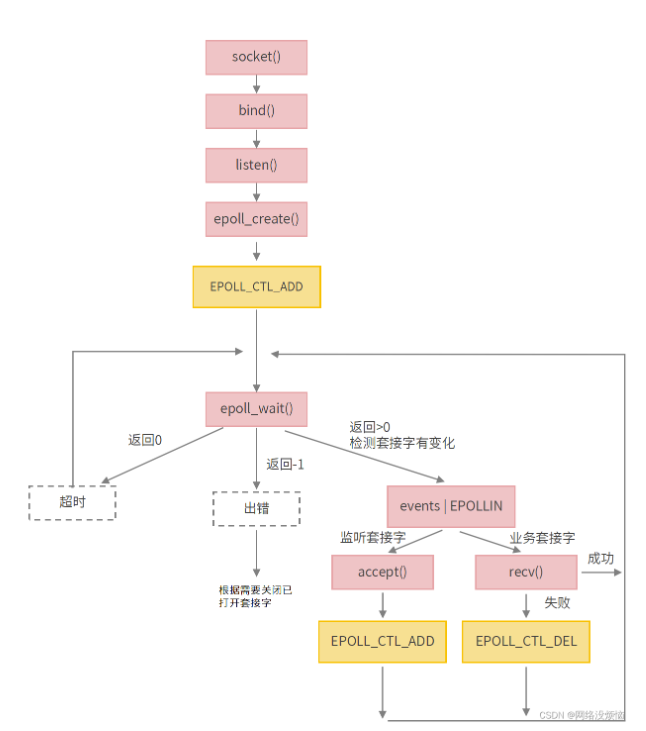 socket()
bind()
listen()
epoll_create()
EPOLL_CTL_ADD
epoll_wait()
返回0
返回-1
返回>0
检测套接字有变化
超时
出错
events | EPOLLIN
监听套接字
业务套接字
accept()
recv()
成功
根据需要关闭已
打开套接字
失败
EPOLL_CTL_ADD
EPOLL_CTL_DEL
CSDN @网络没烦恼